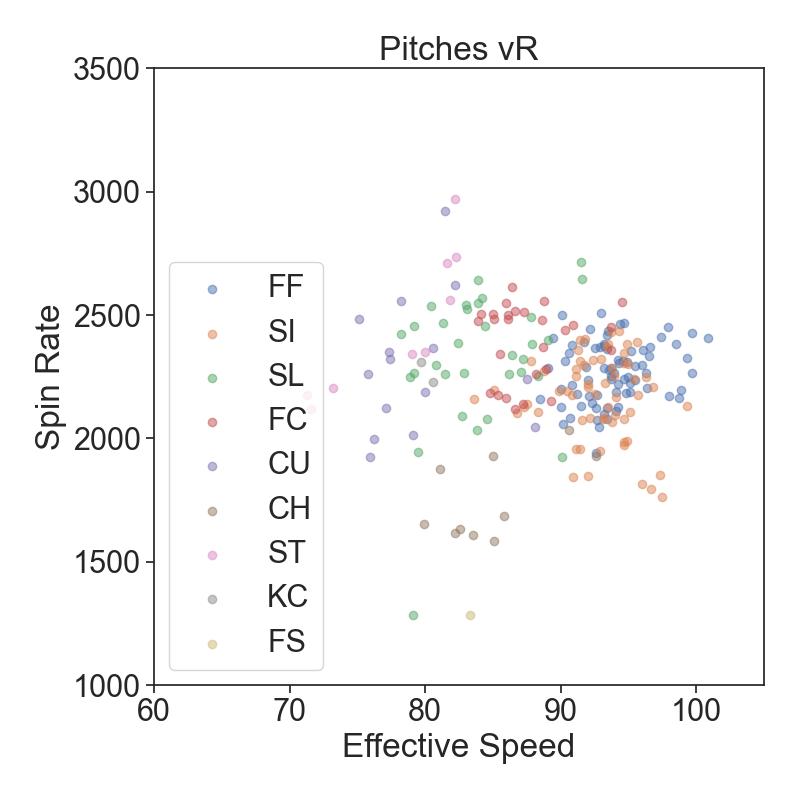 Pitches vR
3500
3000
2500
2000
1500
1000
Spin Rate
FF
SI
SL
FC
CU
CH
ST
KC
FS
60 70 80 90 100
Effective Speed